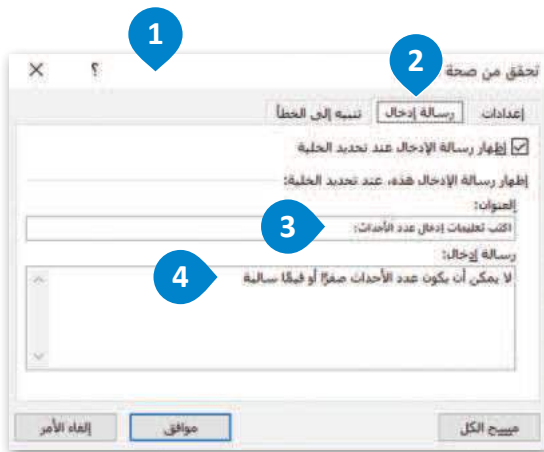 1
2
تحقق من صحة
؟ ×
إعدادات رسالة إدخال تنبيه إلى الخطأ
إظهار رسالة الإدخال عند تحديد الخلية
إظهار رسالة الإدخال هذه، عند تحديد الخلية:
العنوان:
اكتب تعليمات إدخال عدد الأحداث:
3
رسالة إدخال:
لا يمكن أن يكون عدد الأحداث صفرًا أو قيمًا سالبة
4
مسح الكل موافق إلغاء الأمر